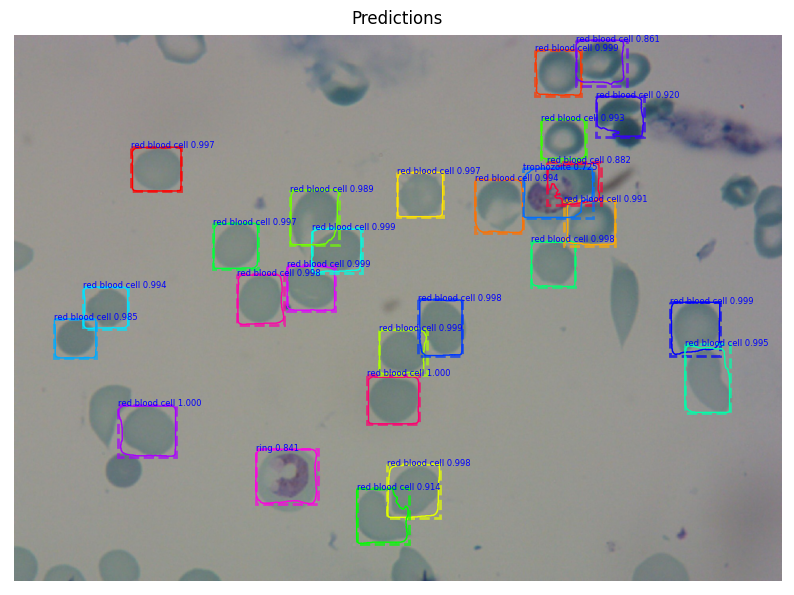 Predictions
red blood cell 0.861
red blood cell 0.999
red blood cell 0.920
red blood cell 0.993
red blood cell 0.997
red blood cell 0.882
trophozoite 0.725
red blood cell 0.997
red blood cell 0.994
red blood cell 0.989
red blood cell 0.991
red blood cell 0.997
red blood cell 0.999
red blood cell 0.998
red blood cell 0.999
red blood cell 0.998
red blood cell 0.994
red blood cell 0.998
red blood cell 0.999
red blood cell 0.985
red blood cell 0.999
red blood cell 0.995
red blood cell 1.000
red blood cell 1.000
ring 0.841
red blood cell 0.998
red blood cell 0.914